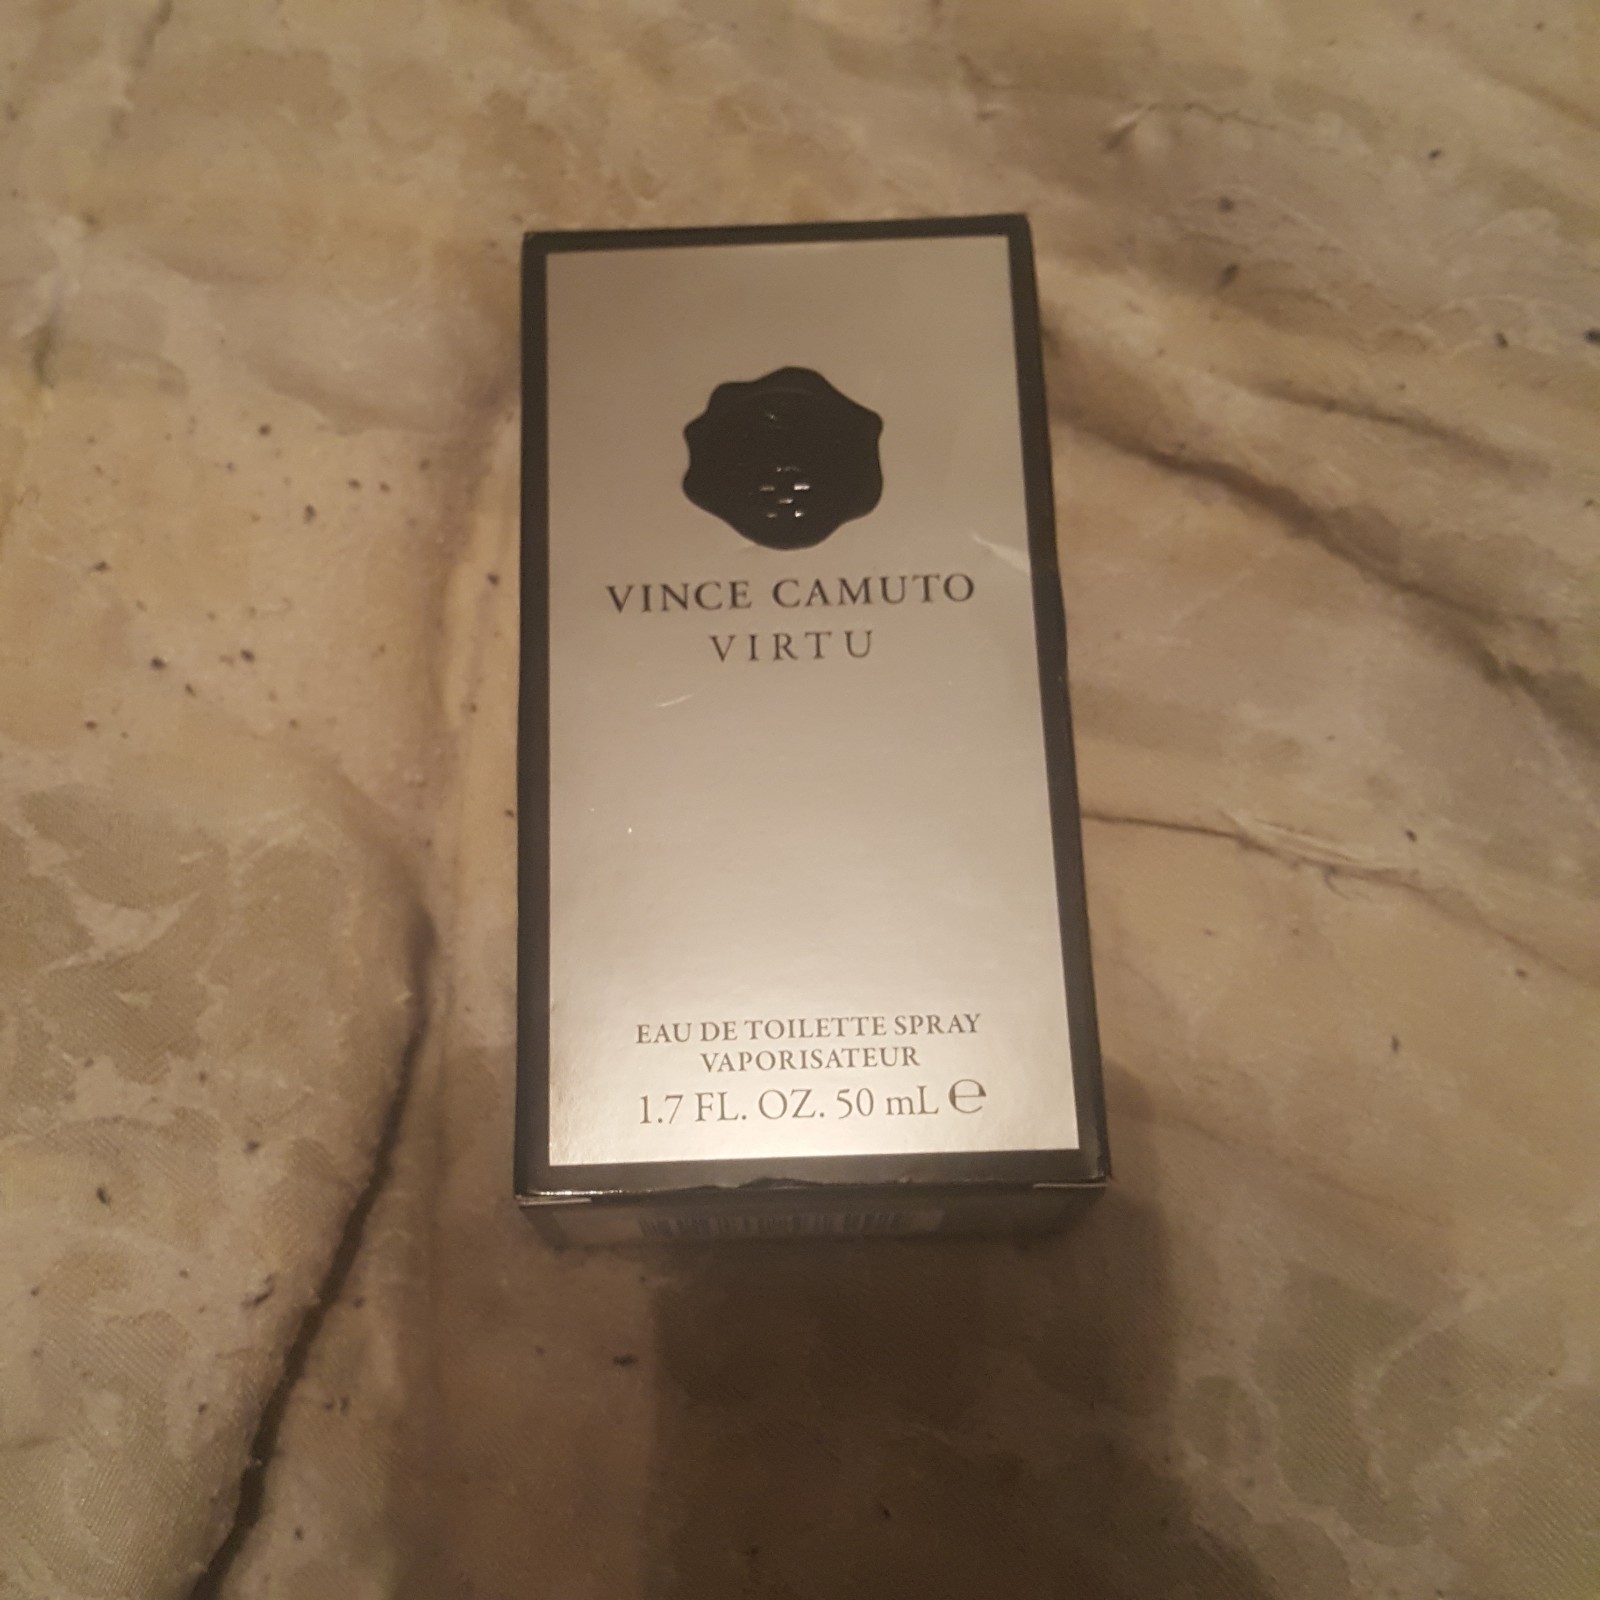 VINCE CAMUTO
VIRTU
EAU DE TOILETTE SPRAY
VAPORISATEUR
1.7 FL. OZ. 50 mL ℮